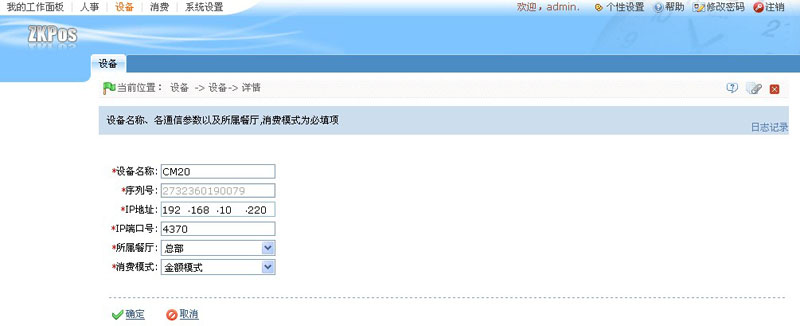 我的工作面板 | 人事 | 设备 | 消费 | 系统设置 欢迎，admin. 个性设置 帮助 修改密码 注销
ZKPos
设备
当前位置： 设备 -> 设备-> 详情
设备名称、各通信参数以及所属餐厅,消费模式为必填项
日志记录
*设备名称: CM20
*序列号: 2732360190079
*IP地址: 192 .168 .10 .220
*IP端口号: 4370
*所属餐厅: 总部
*消费模式: 金额模式
确定 取消